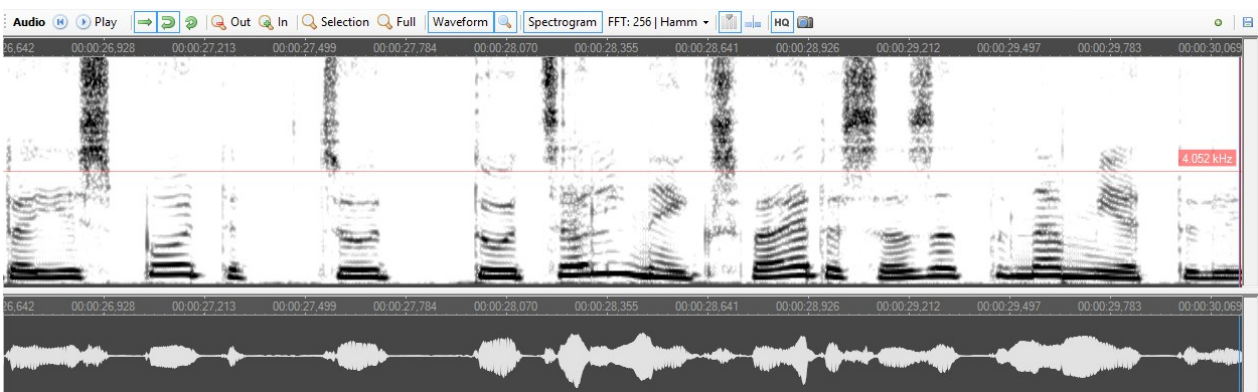 Audio Play Out In Selection Full Waveform Spectrogram FFT: 256 | Hamm HQ
26,642 00:00:26,928 00:00:27,213 00:00:27,499 00:00:27,784 00:00:28,070 00:00:28,355 00:00:28,641 00:00:28,926 00:00:29,212 00:00:29,497 00:00:29,783 00:00:30,069
4.052 kHz
26,642 00:00:26,928 00:00:27,213 00:00:27,499 00:00:27,784 00:00:28,070 00:00:28,355 00:00:28,641 00:00:28,926 00:00:29,212 00:00:29,497 00:00:29,783 00:00:30,069